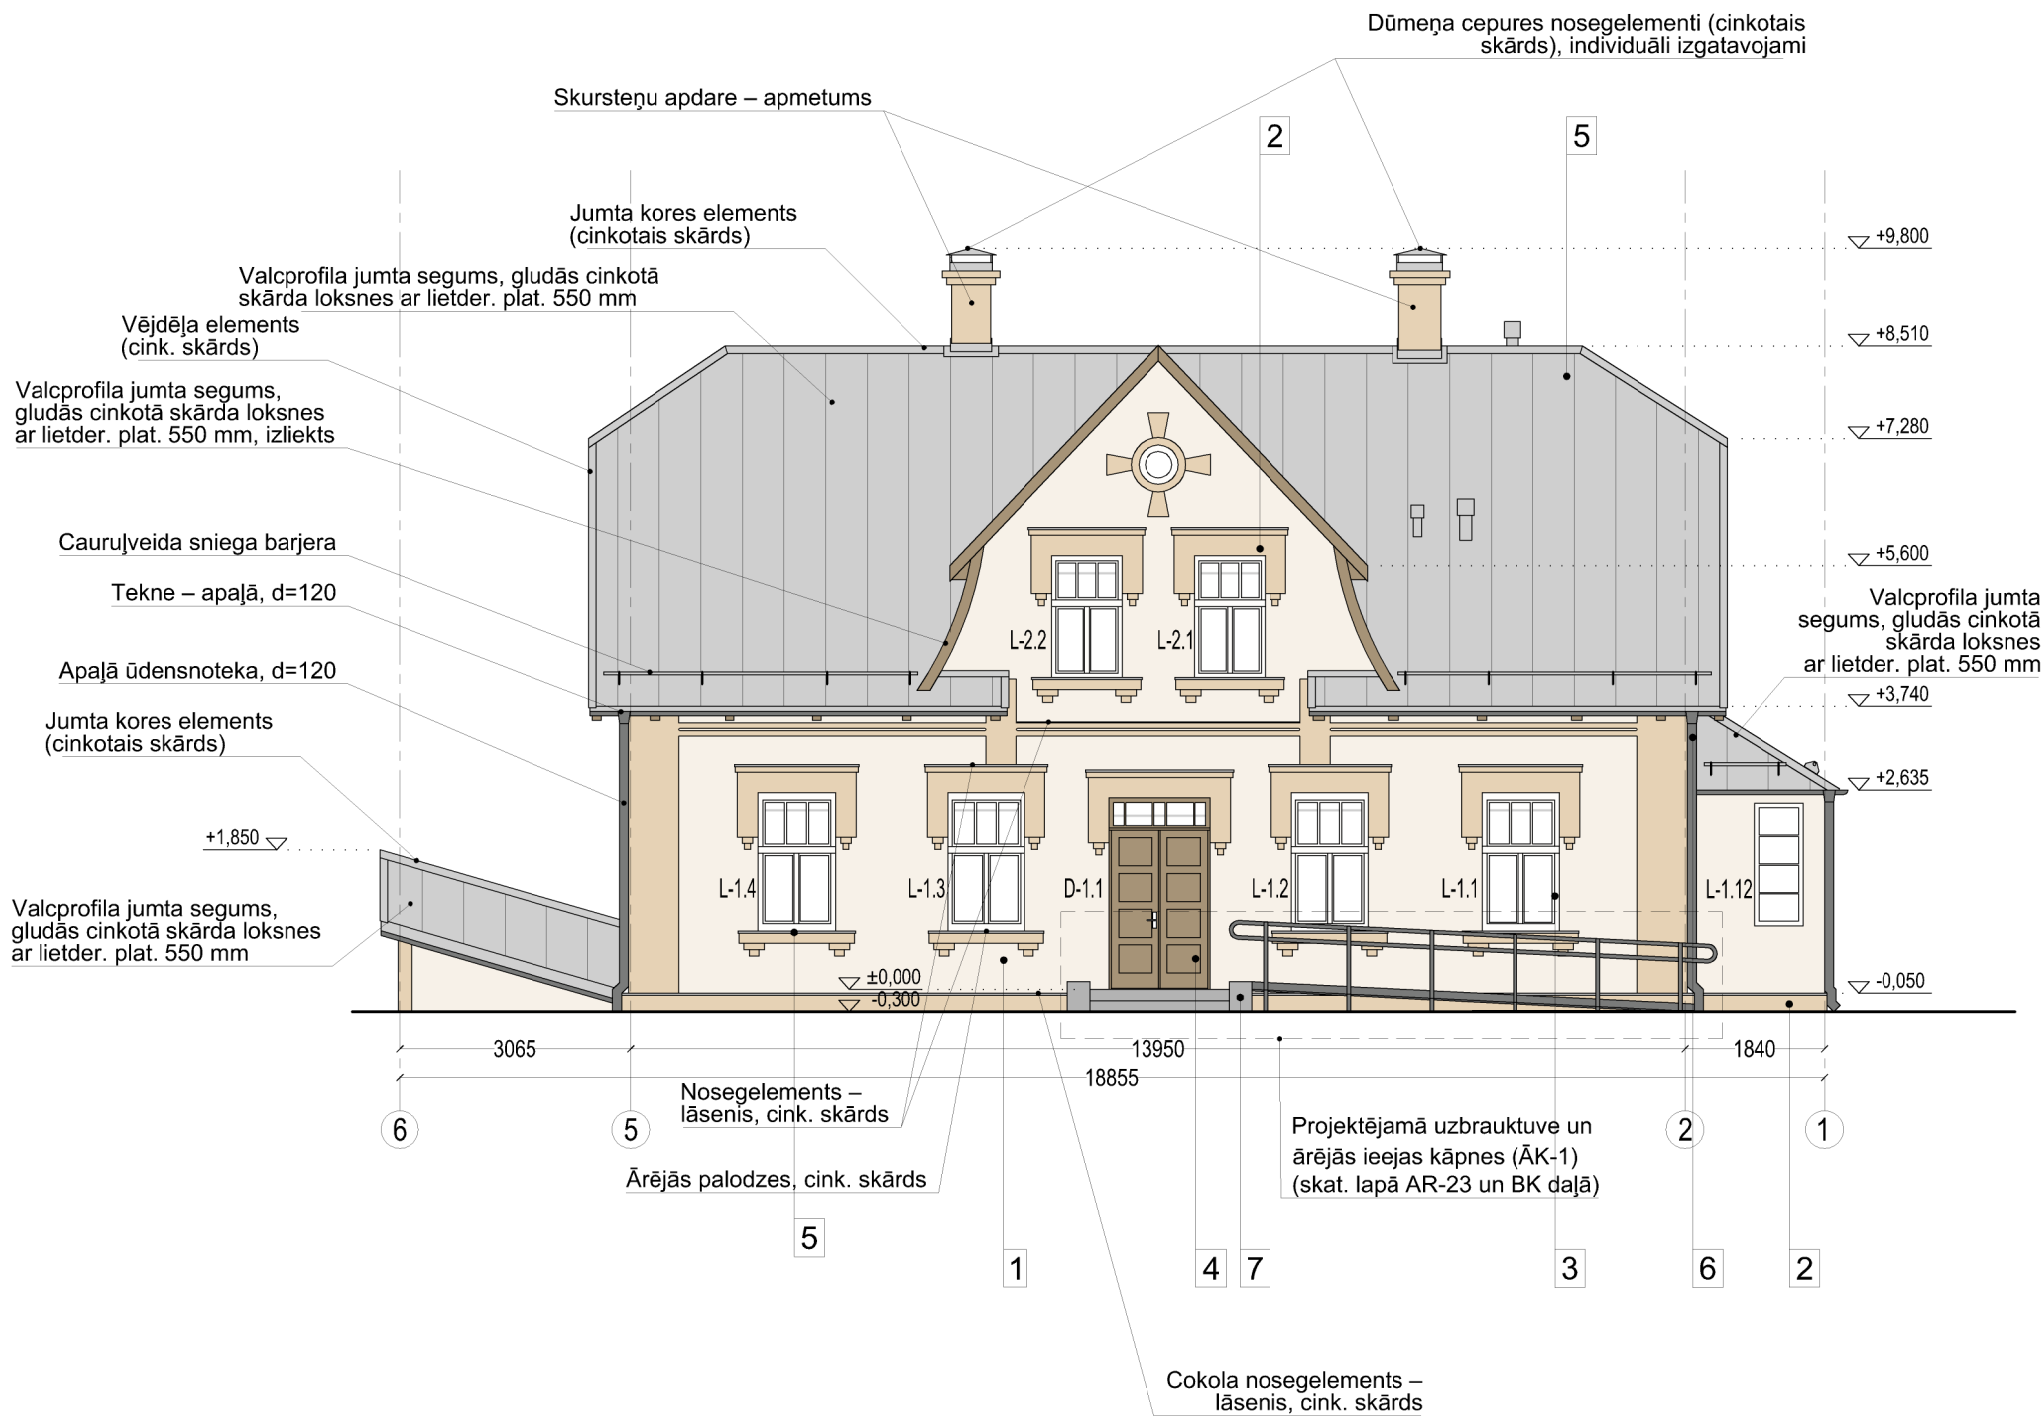 Dūmeņa cepures nosegelementi (cinkotais
skārds), individuāli izgatavojami
Skursteņu apdare – apmetums
2
5
Jumta kores elements
(cinkotais skārds)
+9,800
Valcprofila jumta segums, gludās cinkotā
skārda loksnes ar lietder. plat. 550 mm
Vējdēļa elements
(cink. skārds)
+8,510
Valcprofila jumta segums,
gludās cinkotā skārda loksnes
ar lietder. plat. 550 mm, izliekts
+7,280
Cauruļveida sniega barjera
+5,600
Tekne – apaļā, d=120
Valcprofila jumta
segums, gludās cinkotā
skārda loksnes
ar lietder. plat. 550 mm
L-2.2
L-2.1
Apaļā ūdensnoteka, d=120
+3,740
Jumta kores elements
(cinkotais skārds)
+2,635
+1,850
L-1.4
L-1.3
D-1.1
L-1.2
L-1.1
L-1.12
Valcprofila jumta segums,
gludās cinkotā skārda loksnes
ar lietder. plat. 550 mm
±0,000
-0,300
-0,050
3065
13950
1840
18855
Nosegelements –
lāsenis, cink. skārds
6
5
2
1
Projektējamā uzbrauktuve un
ārējās ieejas kāpnes (ĀK-1)
(skat. lapā AR-23 un BK daļā)
Ārējās palodzes, cink. skārds
5
1
4
7
3
6
2
Cokola nosegelements –
lāsenis, cink. skārds